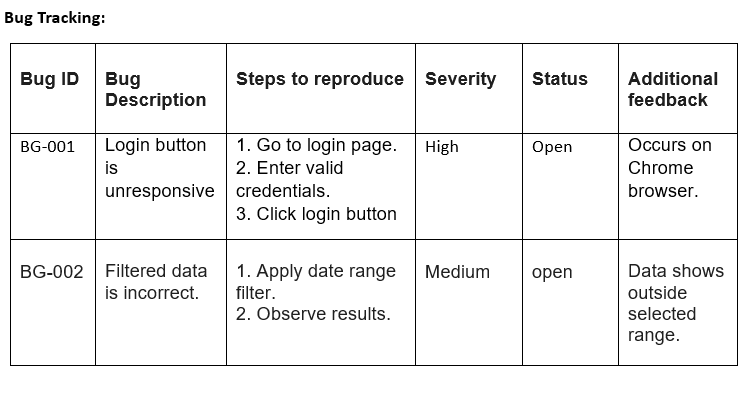 Bug Tracking:
Bug ID
Bug
Description
Steps to reproduce
Severity
Status
Additional
feedback
BG-001
Login button
is
unresponsive
1. Go to login page.
2. Enter valid
credentials.
3. Click login button
High
Open
Occurs on
Chrome
browser.
BG-002
Filtered data
is incorrect.
1. Apply date range
filter.
2. Observe results.
Medium
open
Data shows
outside
selected
range.